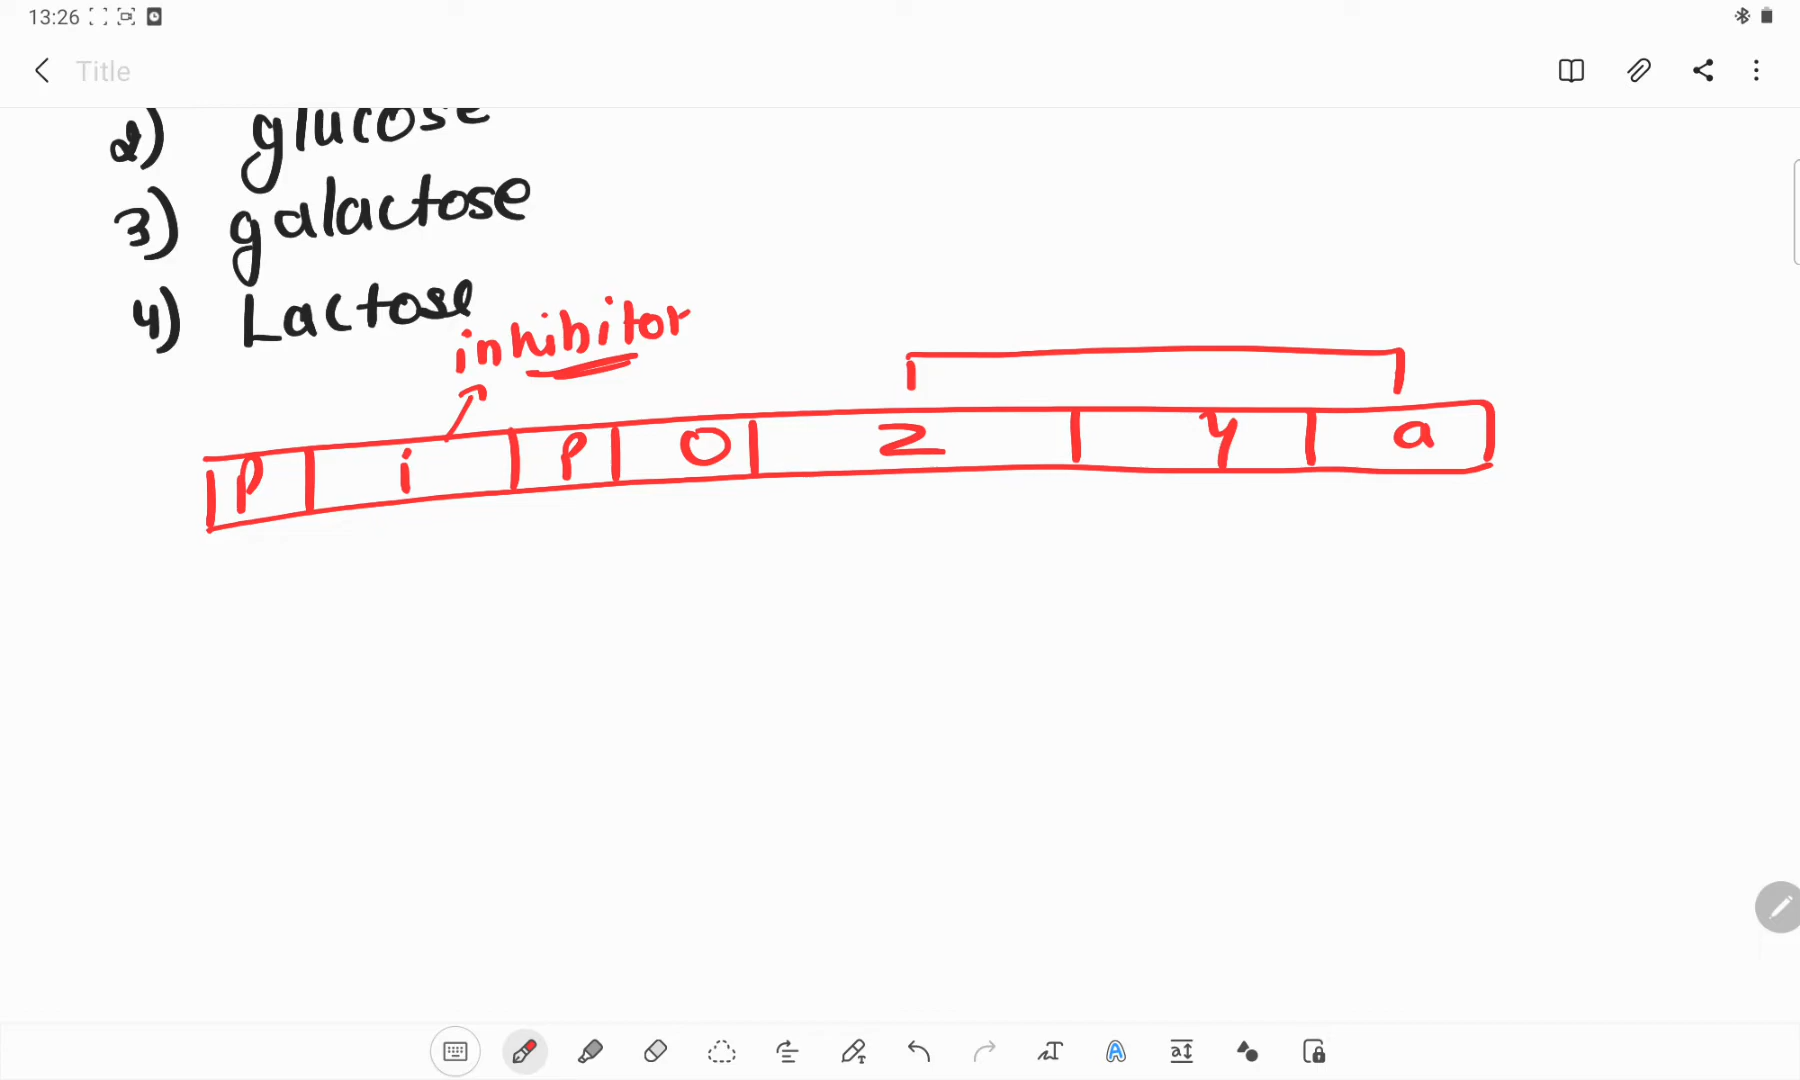 13:26
Title
2) glucose
3) galactose
4) Lactose
inhibitor
P i P O Z y a